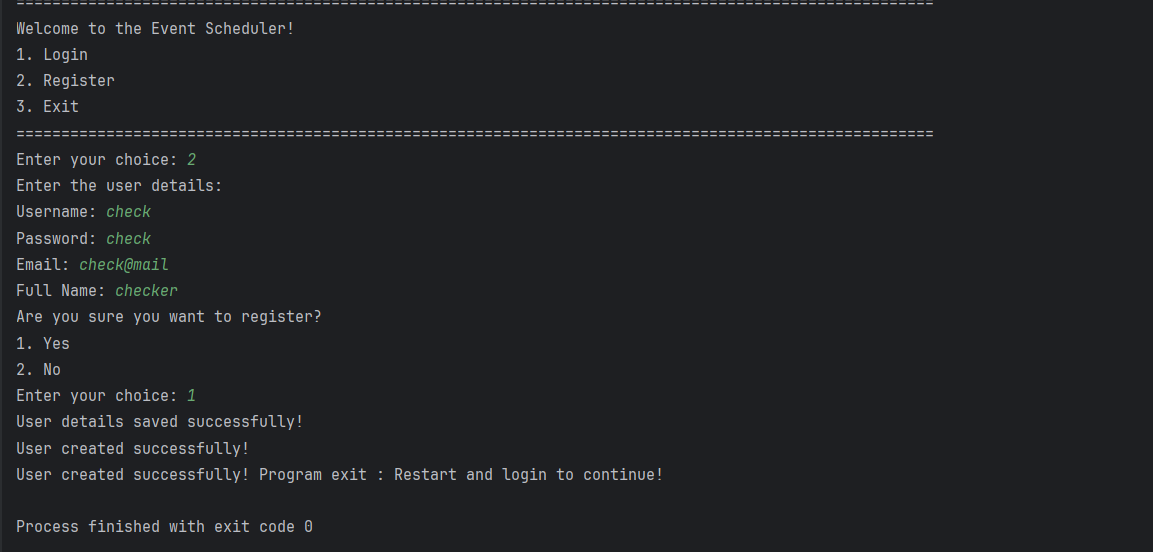 ======================================================================================================
Welcome to the Event Scheduler!
1. Login
2. Register
3. Exit
======================================================================================================
Enter your choice: 2
Enter the user details:
Username: check
Password: check
Email: check@mail
Full Name: checker
Are you sure you want to register?
1. Yes
2. No
Enter your choice: 1
User details saved successfully!
User created successfully!
User created successfully! Program exit : Restart and login to continue!
Process finished with exit code 0